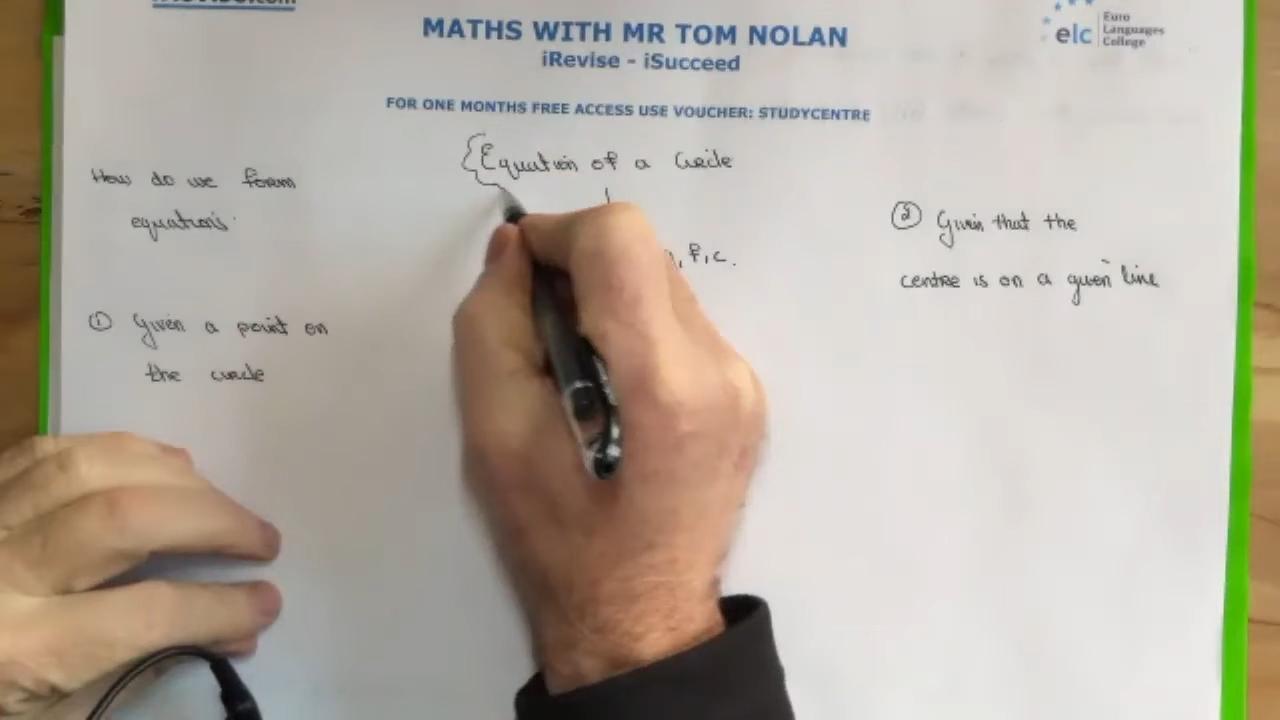 MATHS WITH MR TOM NOLAN
iRevise - iSucceed
elc
Euro
Languages
College
FOR ONE MONTHS FREE ACCESS USE VOUCHER: STUDYCENTRE
{Equation of a Circle
f, c.
How do we form
equations.
① Given a point on
the circle
② Given that the
centre is on a given line